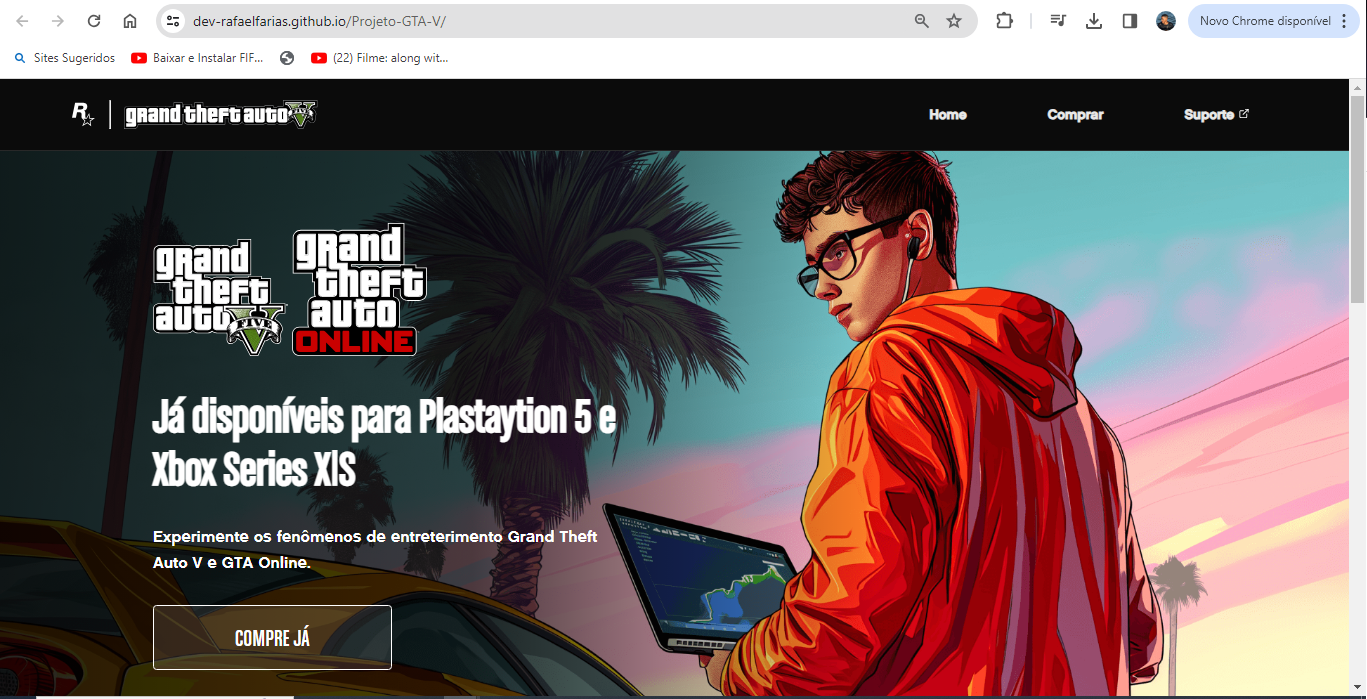 dev-rafaelfarias.github.io/Projeto-GTA-V/
Novo Chrome disponível
Sites Sugeridos
Baixar e Instalar FIF...
(22) Filme: along wit...
R
grand theft auto V
FIVE
Home
Comprar
Suporte
grand
theft
auto V
FIVE
grand
theft
auto
ONLINE
Já disponíveis para Plastaytion 5 e
Xbox Series X|S
Experimente os fenômenos de entreterimento Grand Theft
Auto V e GTA Online.
COMPRE JÁ